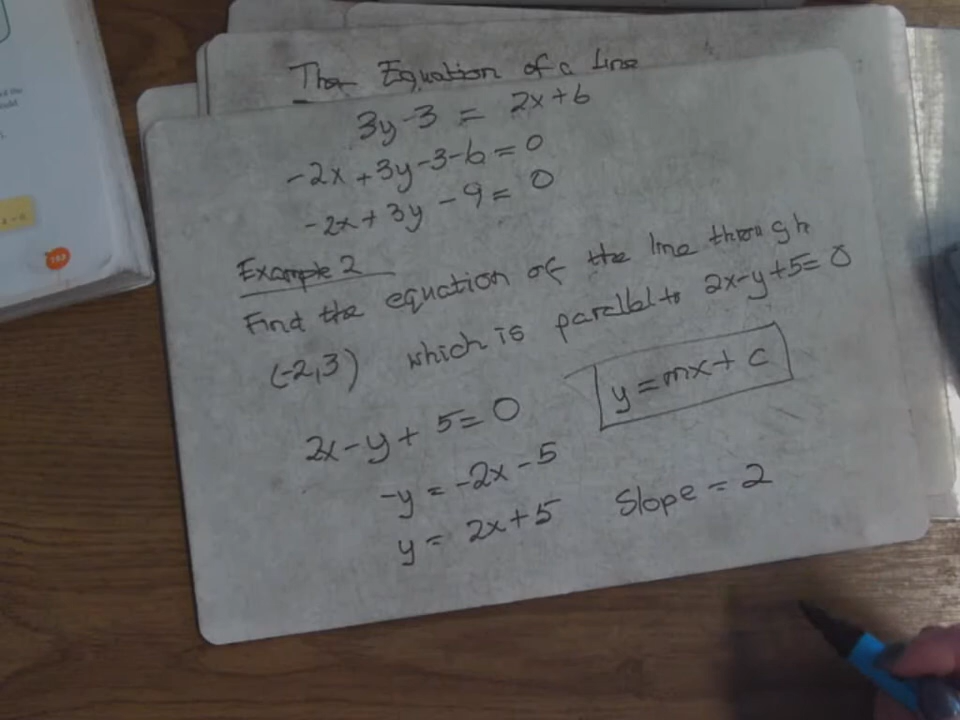 The Equation of a Line
3y-3 = 2x+6
-2x+3y-3-6=0
-2x+3y-9=0
Example 2
Find the equation of the line through
(-2,3) which is parallel to 2x-y+5=0
y=mx+c
2x-y+5=0
-y=-2x-5
y=2x+5 Slope=2